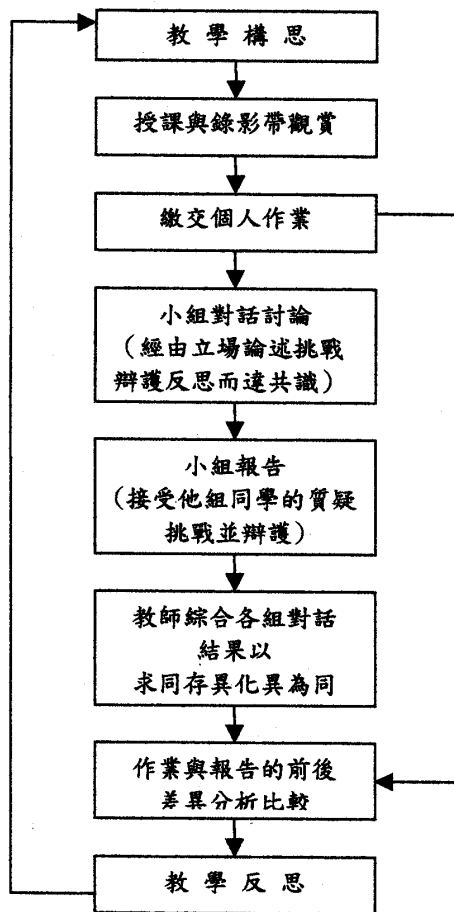 教學構思
授課與錄影帶觀賞
繳交個人作業
小組對話討論
（經由立場論述挑戰
辯護反思而達共識）
小組報告
（接受他組同學的質疑
挑戰並辯護）
教師綜合各組對話
結果以
求同存異化異為同
作業與報告的前後
差異分析比較
教學反思